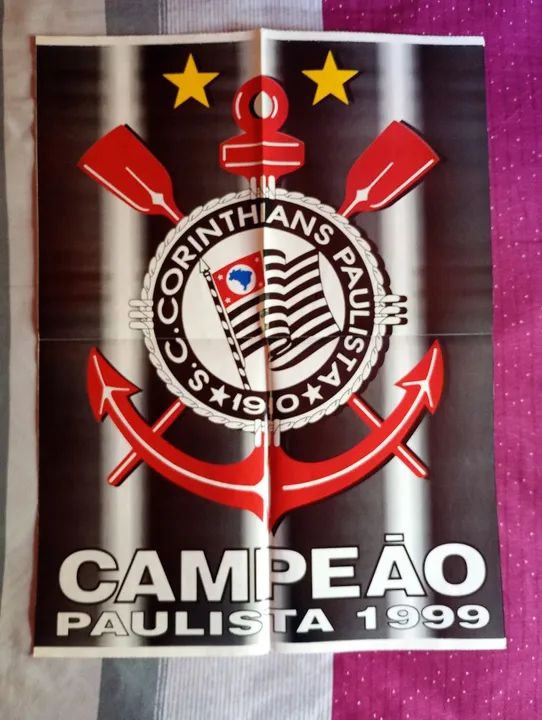 S.C.CORINTHIANS PAULISTA
1910
CAMPEÃO
PAULISTA 1999